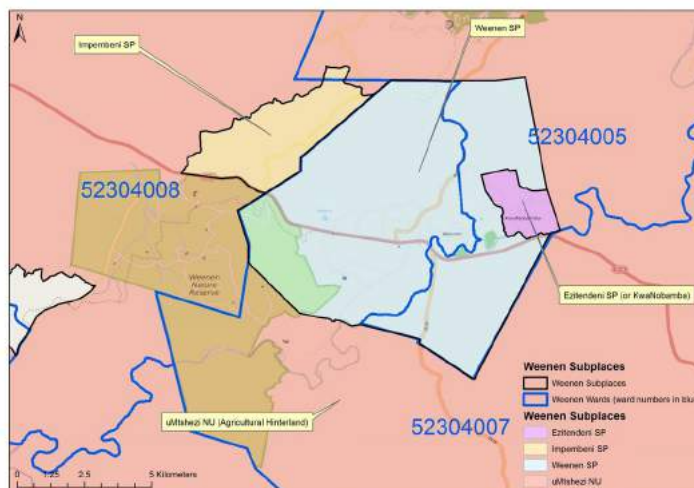 N
Impembeni SP
Weenen SP
52304005
52304008
Weenen
Nature
Reserve
Ezitendeni SP (or KwaNobamba)
uMtshezi NU (Agricultural Hinterland)
52304007
0 1.25 2.5 5 Kilometers
Weenen Subplaces
Weenen Subplaces
Weenen Wards (ward numbers in blu
Weenen Subplaces
Ezitendeni SP
Impembeni SP
Weenen SP
uMtshezi NU